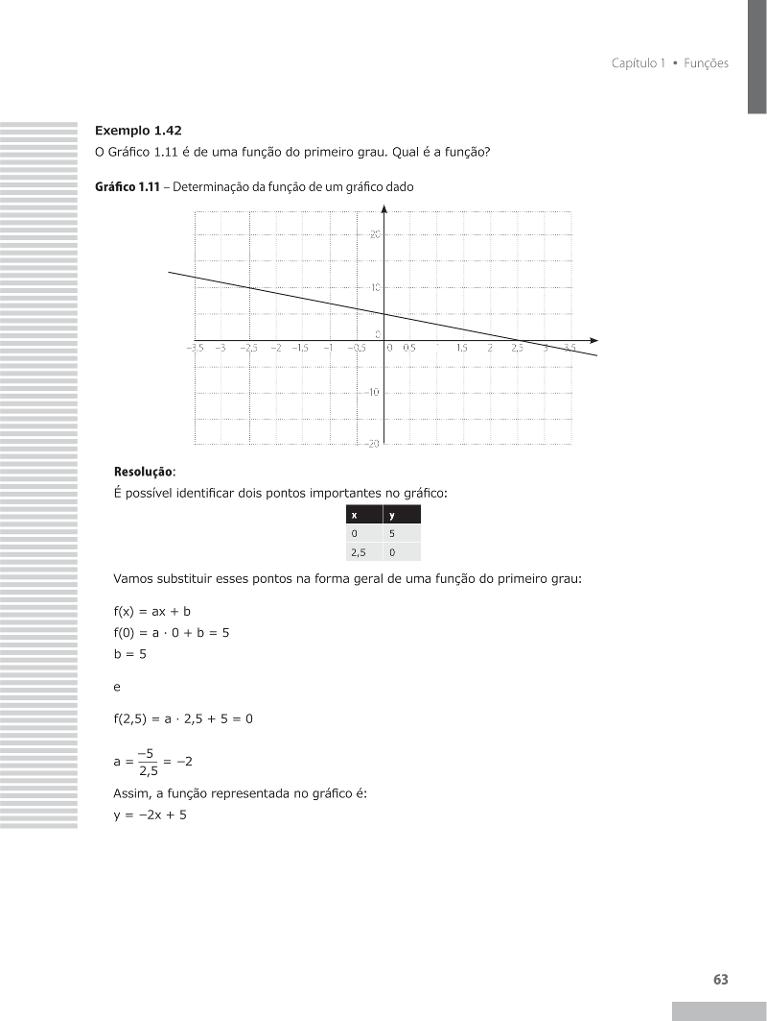 Capítulo 1 • Funções
Exemplo 1.42
O Gráfico 1.11 é de uma função do primeiro grau. Qual é a função?
Gráfico 1.11 – Determinação da função de um gráfico dado
20
10
0
–3,5 –3 –2,5 –2 –1,5 –1 –0,5 0 0,5 1 1,5 2 2,5 3 3,5
–10
–20
Resolução:
É possível identificar dois pontos importantes no gráfico:
x y
0 5
2,5 0
Vamos substituir esses pontos na forma geral de uma função do primeiro grau:
f(x) = ax + b
f(0) = a · 0 + b = 5
b = 5
e
f(2,5) = a · 2,5 + 5 = 0
a = –5/2,5 = –2
Assim, a função representada no gráfico é:
y = –2x + 5
63